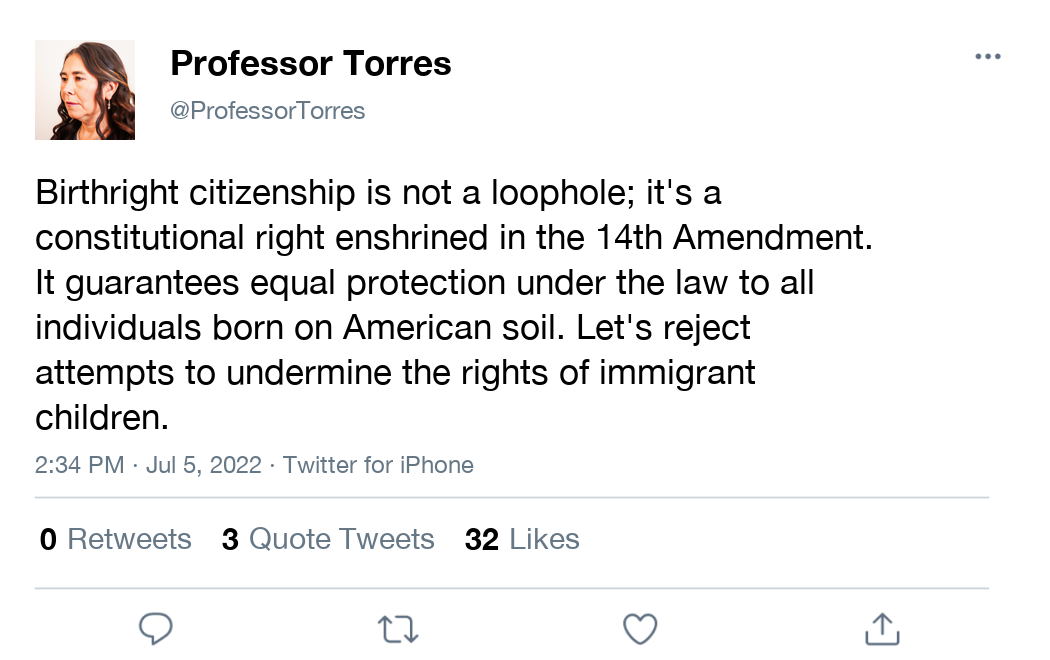 Professor Torres
@ProfessorTorres
Birthright citizenship is not a loophole; it's a
constitutional right enshrined in the 14th Amendment.
It guarantees equal protection under the law to all
individuals born on American soil. Let's reject
attempts to undermine the rights of immigrant
children.
2:34 PM · Jul 5, 2022 · Twitter for iPhone
0 Retweets 3 Quote Tweets 32 Likes